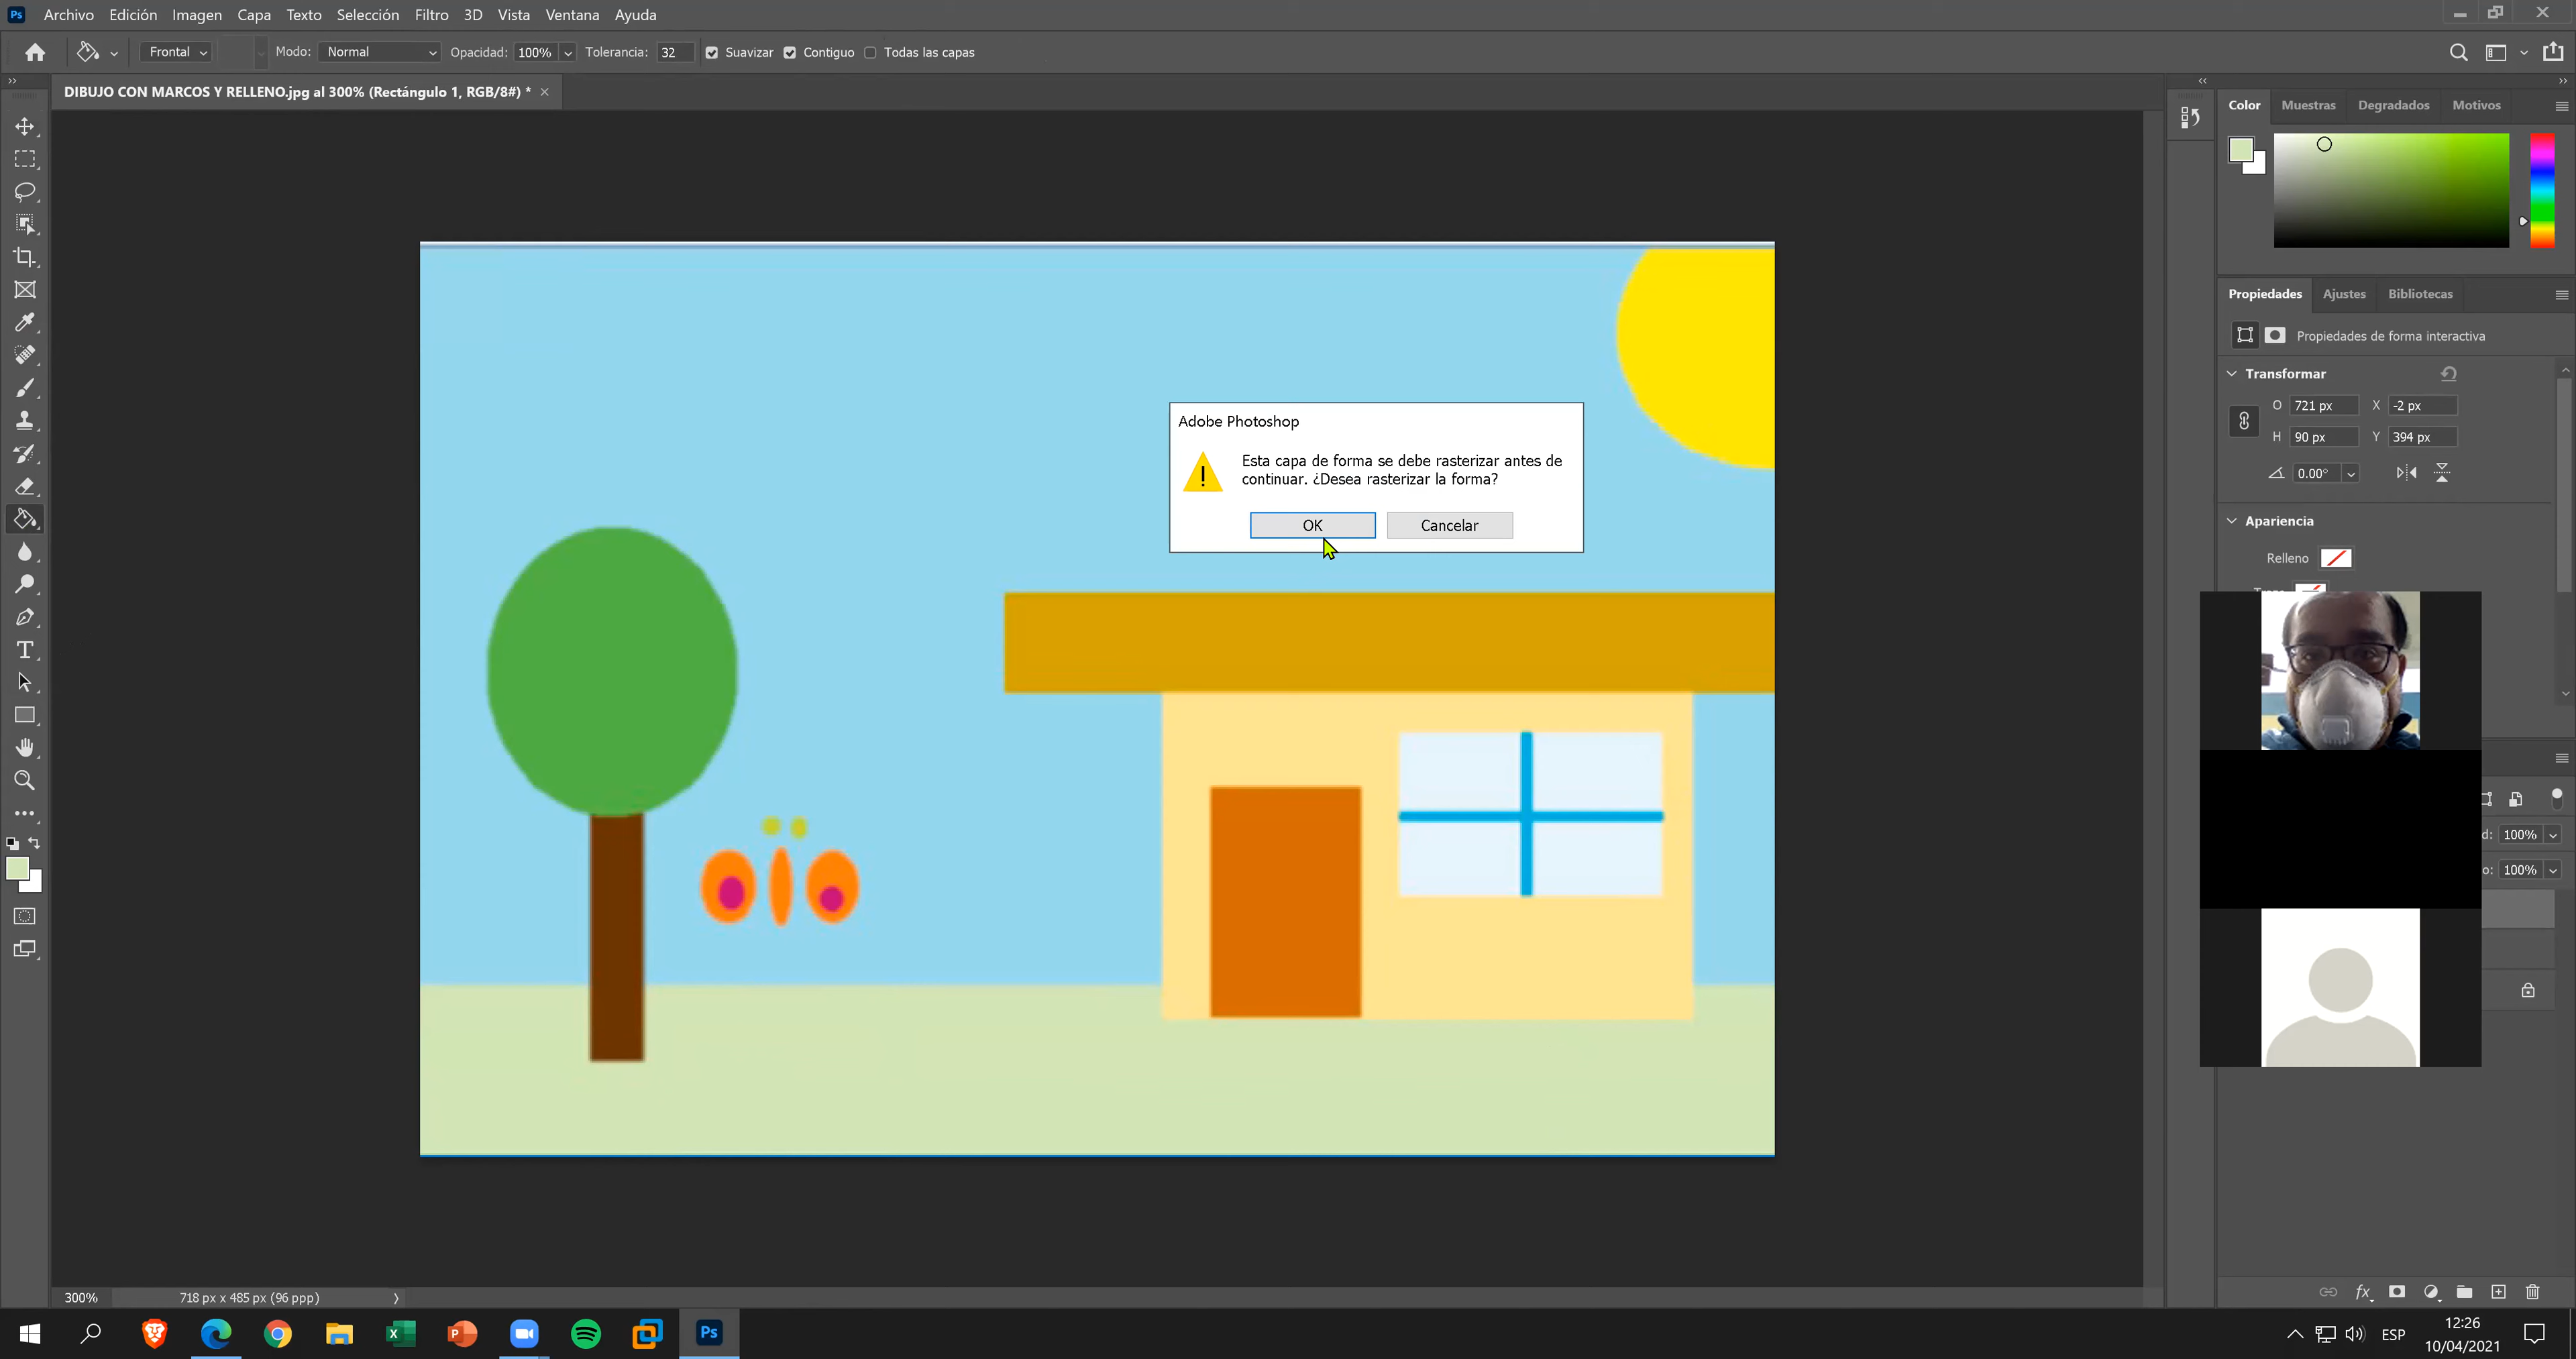 Ps Archivo Edición Imagen Capa Texto Selección Filtro 3D Vista Ventana Ayuda
Frontal Modo: Normal Opacidad: 100% Tolerancia: 32 Suavizar Contiguo Todas las capas
DIBUJO CON MARCOS Y RELLENO.jpg al 300% (Rectángulo 1, RGB/8#) * ×
Color Muestras Degradados Motivos
Propiedades Ajustes Bibliotecas
Propiedades de forma interactiva
Transformar
O 721 px X -2 px
H 90 px Y 394 px
0.00°
Apariencia
Relleno
Adobe Photoshop
Esta capa de forma se debe rasterizar antes de
continuar. ¿Desea rasterizar la forma?
OK Cancelar
d: 100%
o: 100%
fx
300% 718 px x 485 px (96 ppp)
Ps
ESP
12:26
10/04/2021